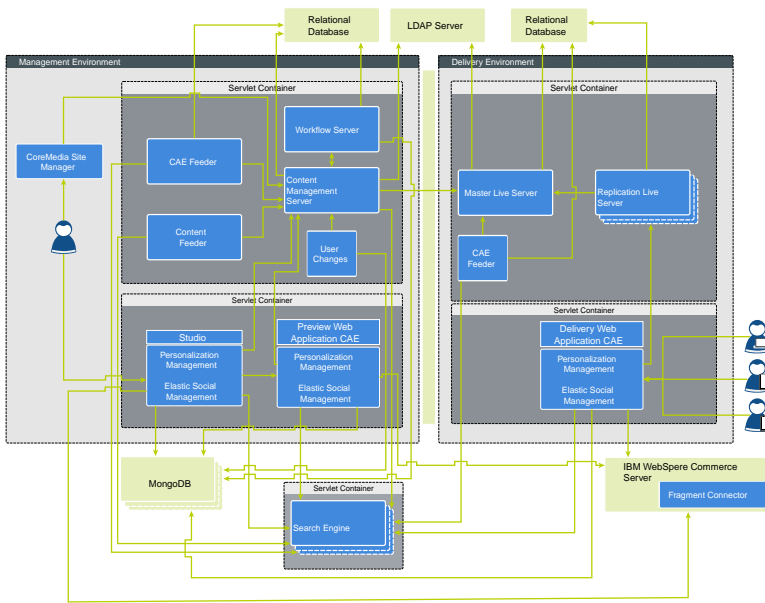 Relational
Database
LDAP Server
Relational
Database
Management Environment
Delivery Environment
Servlet Container
Servlet Container
Workflow Server
CoreMedia Site
Manager
CAE Feeder
Content
Management
Server
Master Live Server
Replication Live
Server
Content
Feeder
User
Changes
CAE
Feeder
Servlet Container
Servlet Container
Studio
Preview Web
Application CAE
Delivery Web
Application CAE
Personalization
Management
Elastic Social
Management
Personalization
Management
Elastic Social
Management
Personalization
Management
Elastic Social
Management
MongoDB
Servlet Container
Search Engine
IBM WebSpere Commerce
Server
Fragment Connector